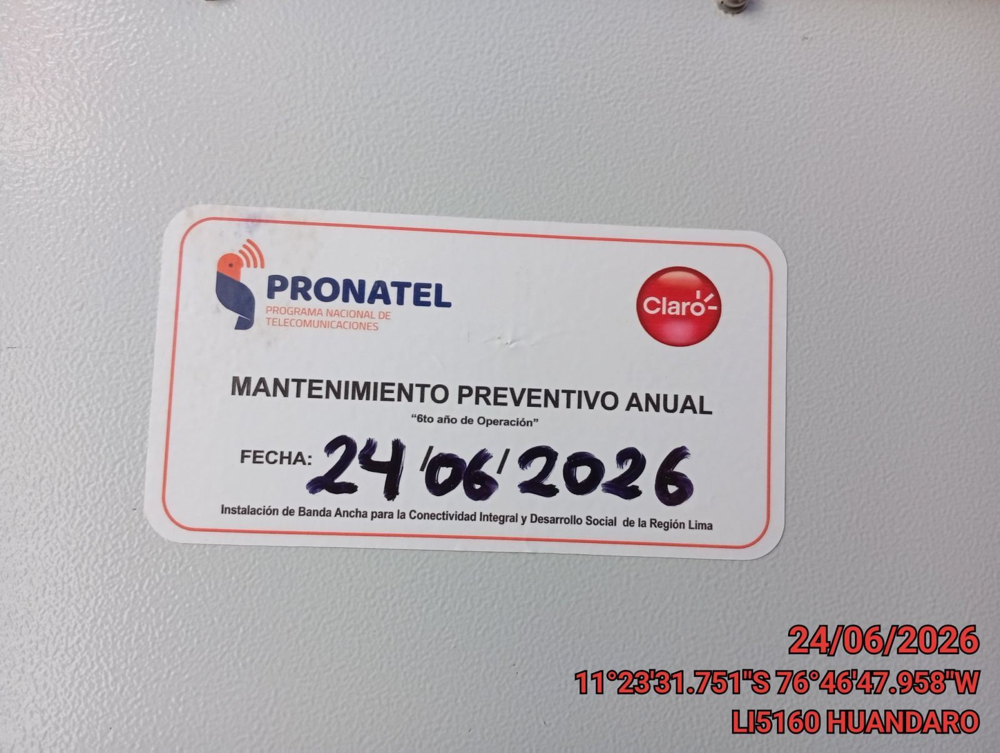 PRONATEL
PROGRAMA NACIONAL DE
TELECOMUNICACIONES
Claro
MANTENIMIENTO PREVENTIVO ANUAL
“6to año de Operación”
FECHA: 24/06/2026
Instalación de Banda Ancha para la Conectividad Integral y Desarrollo Social de la Región Lima
24/06/2026
11°23'31.751"S 76°46'47.958"W
LI5160 HUANDARO